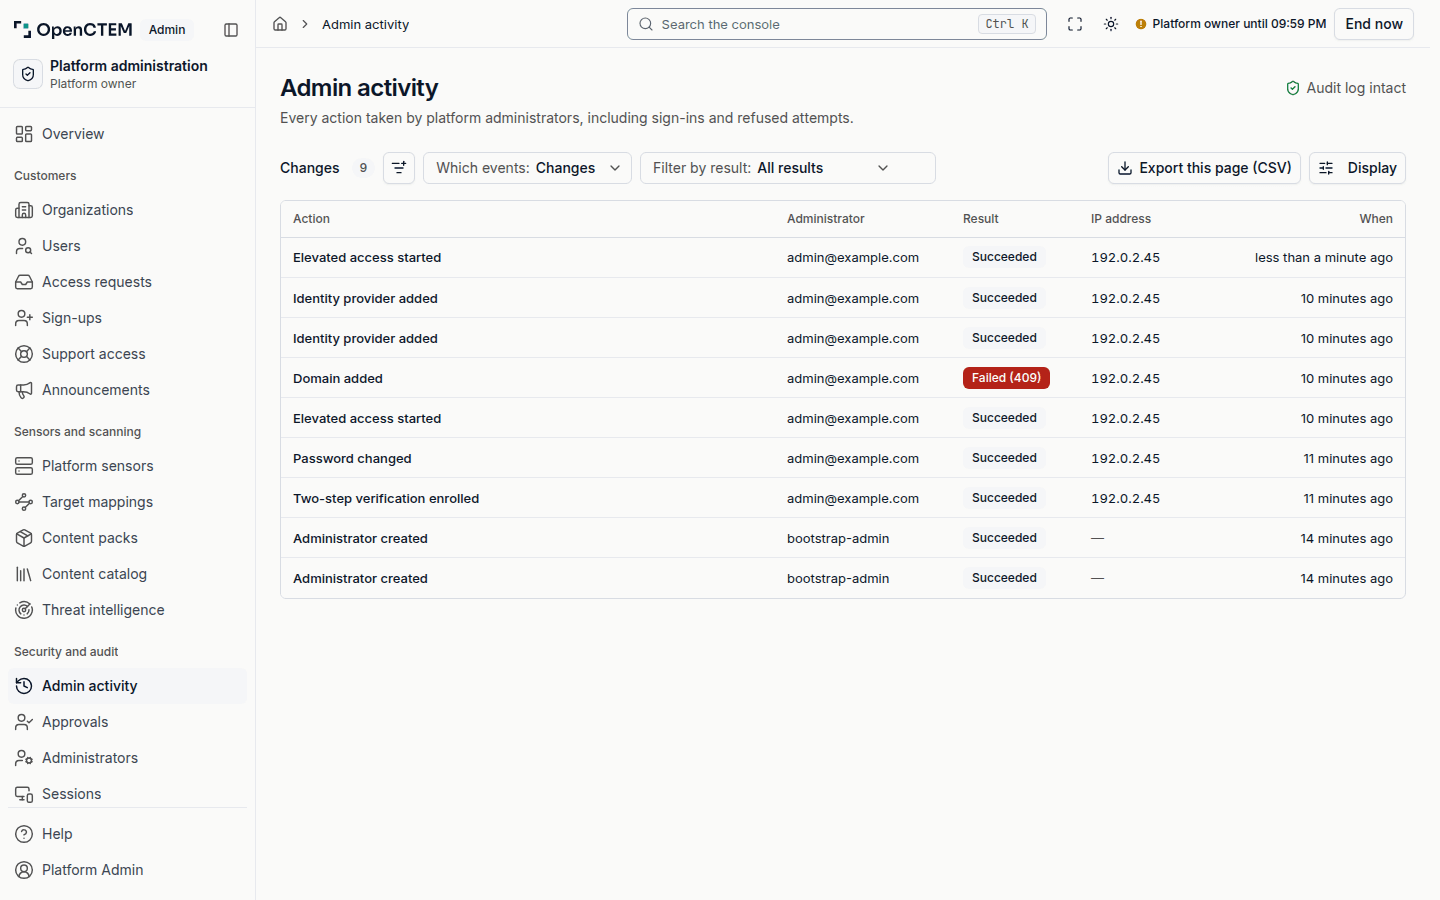 OpenCTEM Admin
Platform administration
Platform owner
Overview
Customers
Organizations
Users
Access requests
Sign-ups
Support access
Announcements
Sensors and scanning
Platform sensors
Target mappings
Content packs
Content catalog
Threat intelligence
Security and audit
Admin activity
Approvals
Administrators
Sessions
Help
Platform Admin
Admin activity
Search the console Ctrl K
Platform owner until 09:59 PM
End now
Admin activity
Audit log intact
Every action taken by platform administrators, including sign-ins and refused attempts.
Changes 9
Which events: Changes
Filter by result: All results
Export this page (CSV)
Display
Action Administrator Result IP address When
Elevated access started admin@example.com Succeeded 192.0.2.45 less than a minute ago
Identity provider added admin@example.com Succeeded 192.0.2.45 10 minutes ago
Identity provider added admin@example.com Succeeded 192.0.2.45 10 minutes ago
Domain added admin@example.com Failed (409) 192.0.2.45 10 minutes ago
Elevated access started admin@example.com Succeeded 192.0.2.45 10 minutes ago
Password changed admin@example.com Succeeded 192.0.2.45 11 minutes ago
Two-step verification enrolled admin@example.com Succeeded 192.0.2.45 11 minutes ago
Administrator created bootstrap-admin Succeeded — 14 minutes ago
Administrator created bootstrap-admin Succeeded — 14 minutes ago